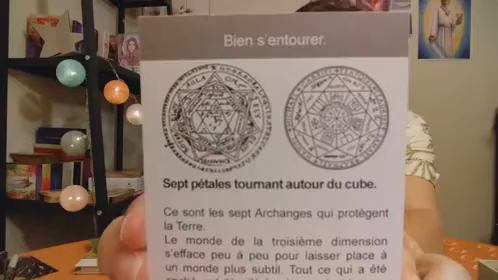 Bien s'entourer.
Sept pétales tournant autour du cube.
Ce sont les sept Archanges qui protègent
la Terre.
Le monde de la troisième dimension
s'efface peu à peu pour laisser place à
un monde plus subtil. Tout ce qui a été